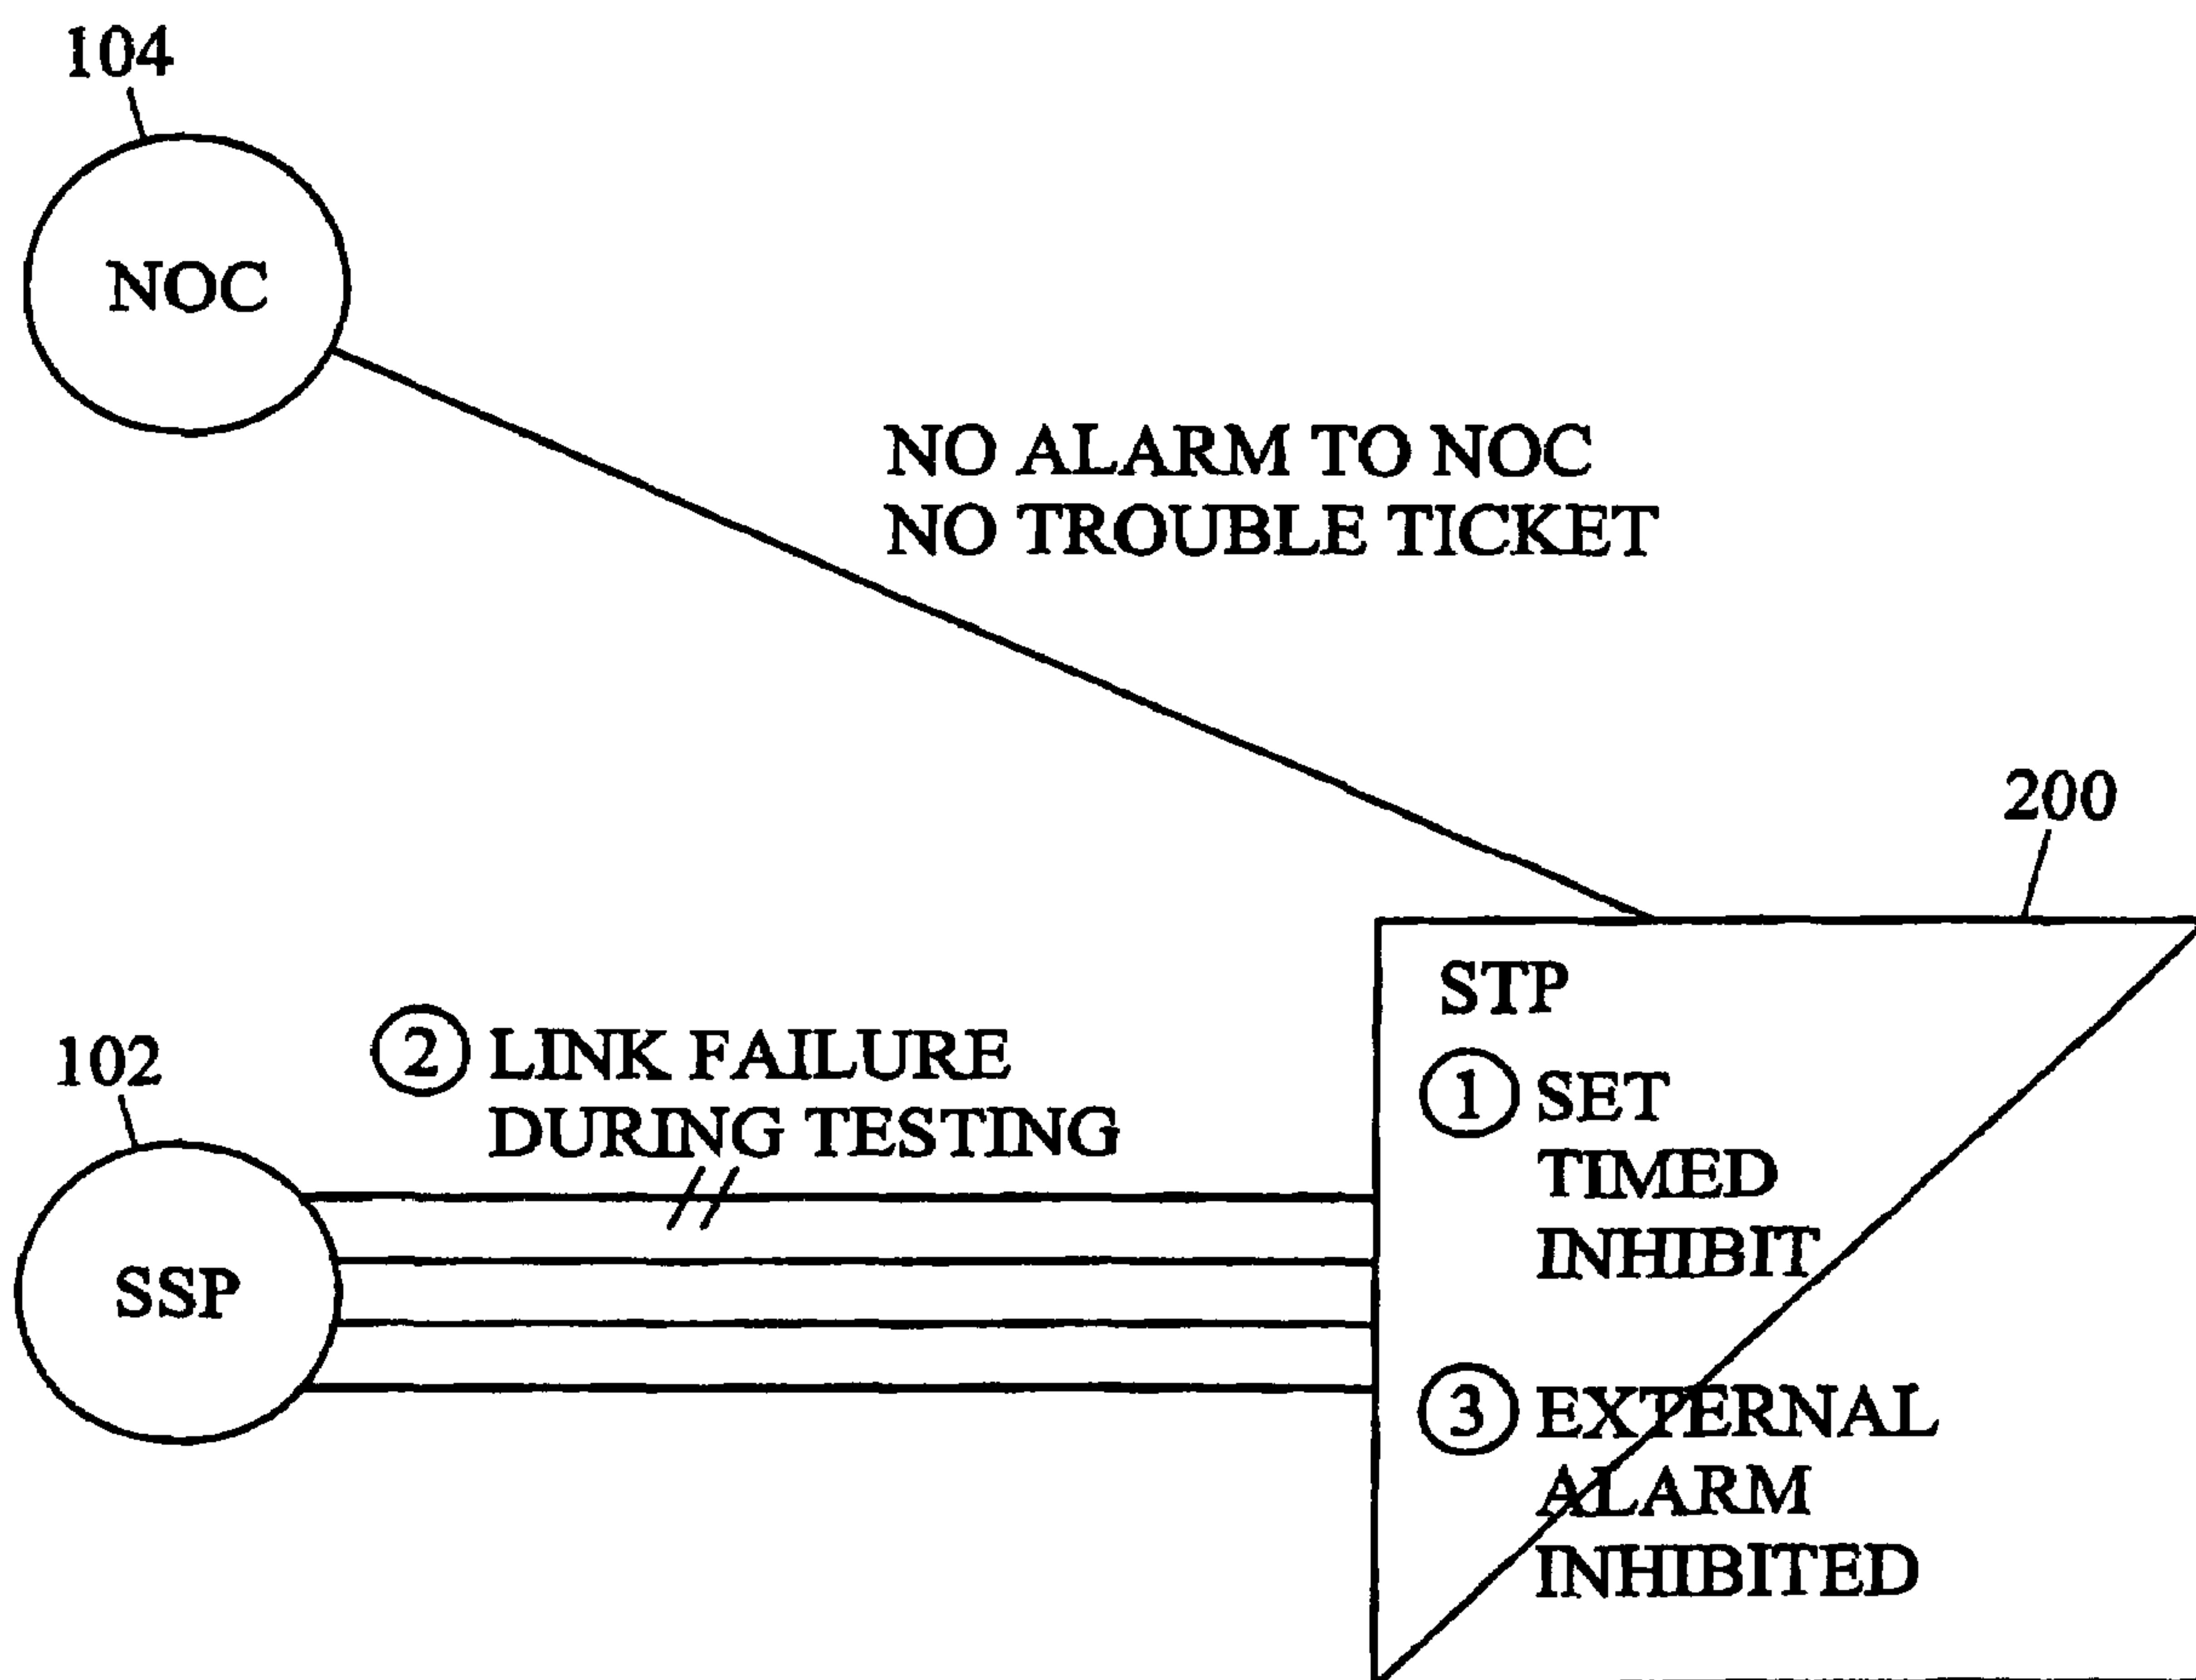 104
NOC
NO ALARM TO NOC
NO TROUBLE TICKET
200
STP
1 SET
TIMED
INHIBIT
102
2 LINK FAILURE
DURING TESTING
SSP
3 EXTERNAL
ALARM
INHIBITED